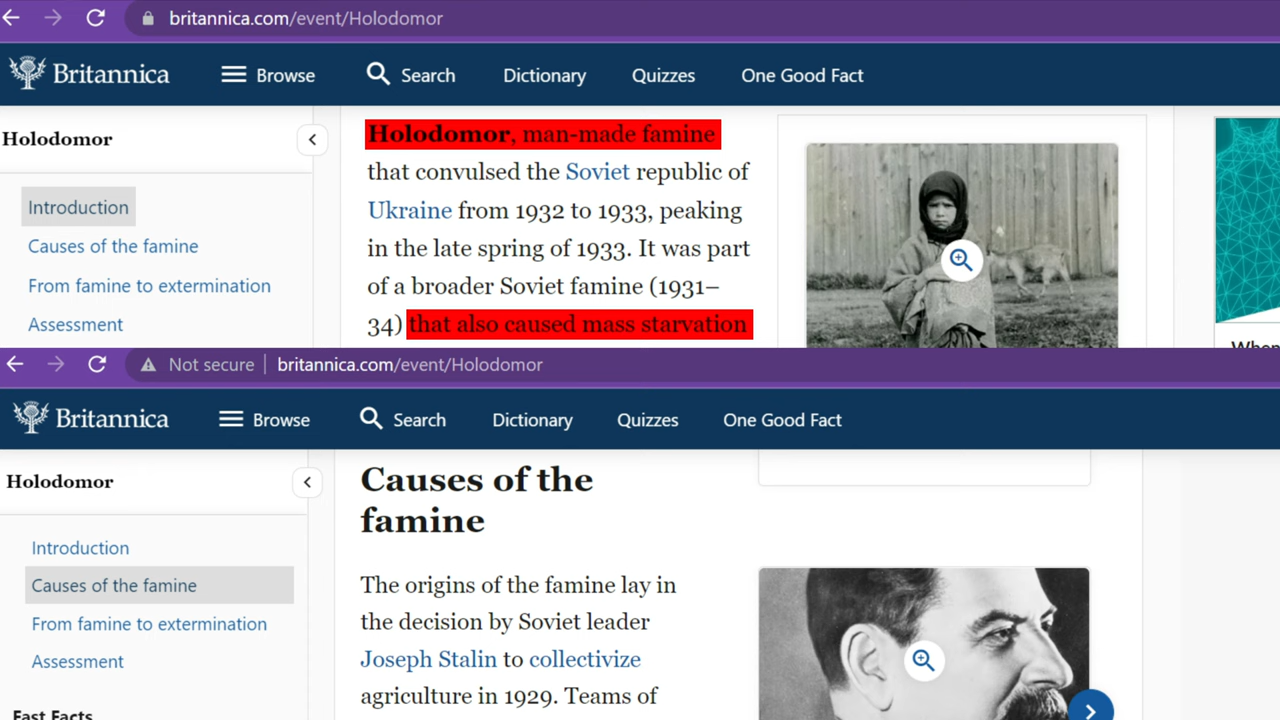 britannica.com/event/Holodomor
Britannica Browse Search Dictionary Quizzes One Good Fact
Holodomor
Introduction
Causes of the famine
From famine to extermination
Assessment
Holodomor, man-made famine
that convulsed the Soviet republic of
Ukraine from 1932 to 1933, peaking
in the late spring of 1933. It was part
of a broader Soviet famine (1931–
34) that also caused mass starvation
When
Not secure britannica.com/event/Holodomor
Britannica Browse Search Dictionary Quizzes One Good Fact
Holodomor
Introduction
Causes of the famine
From famine to extermination
Assessment
Fast Facts
Causes of the
famine
The origins of the famine lay in
the decision by Soviet leader
Joseph Stalin to collectivize
agriculture in 1929. Teams of